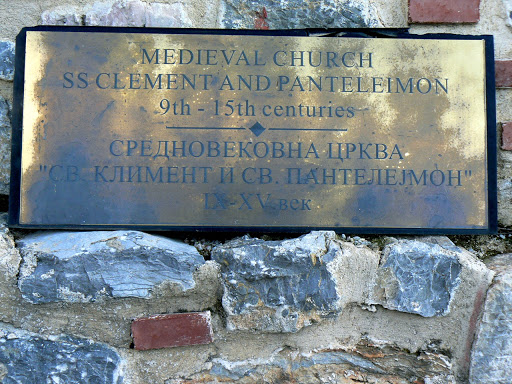 MEDIEVAL CHURCH
SS CLEMENT AND PANTELEIMON
9th - 15th centuries
СРЕДНОВЕКОВНА ЦРКВА
"СВ. КЛИМЕНТ И СВ. ПАНТЕЛЕЈМОН"
IX-XV век